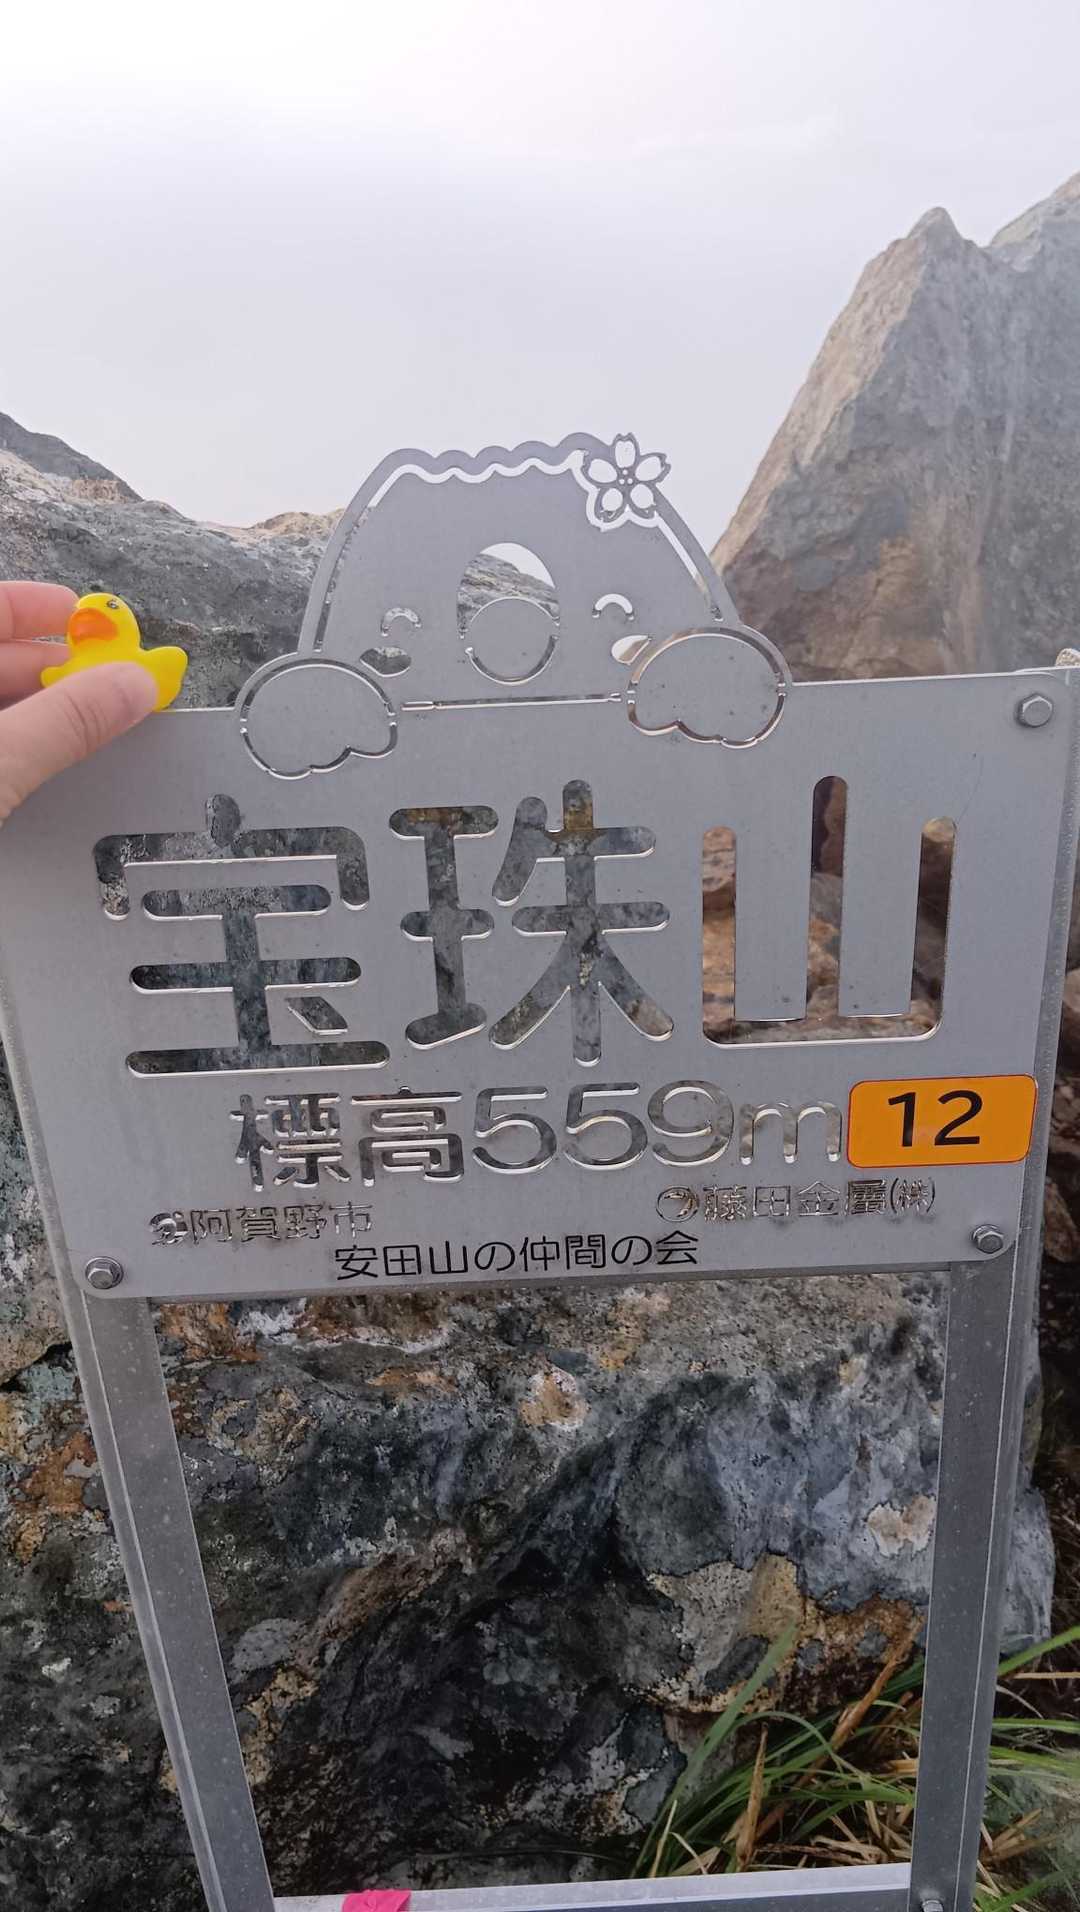 宝珠山
標高559m 12
阿賀野市 藤田金属(株)
安田山の仲間の会